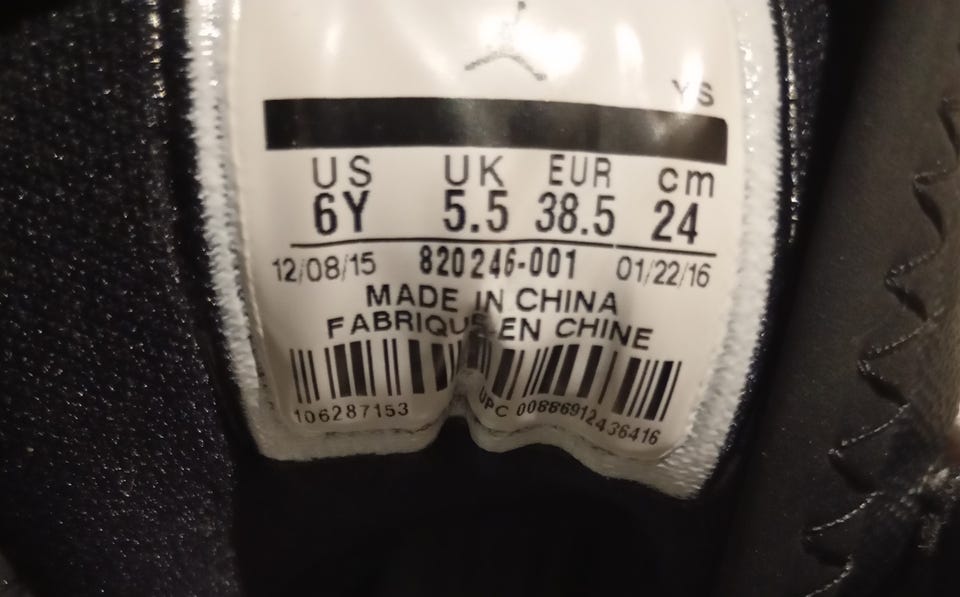 YS
US UK EUR cm
6Y 5.5 38.5 24
12/08/15 820246-001 01/22/16
MADE IN CHINA
FABRIQUE EN CHINE
106287153 UPC 00886912436416